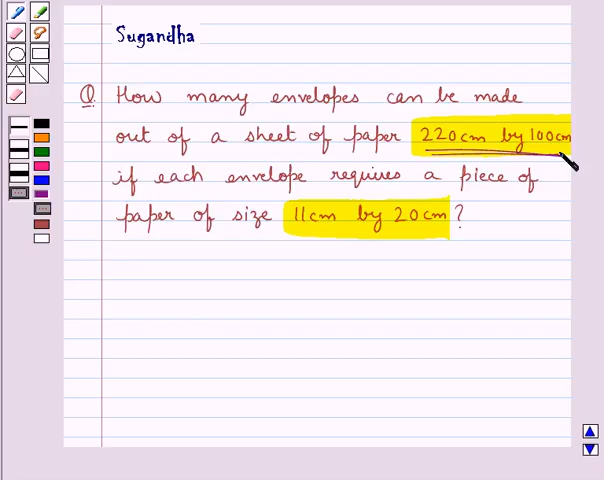 Sugandha
Q. How many envelopes can be made
out of a sheet of paper 220cm by 100cm
if each envelope requires a piece of
paper of size 11cm by 20cm?